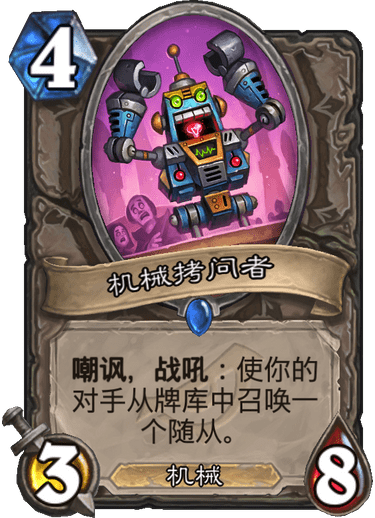 4
机械拷问者
嘲讽，战吼：使你的
对手从牌库中召唤一
个随从。
3
机械
8